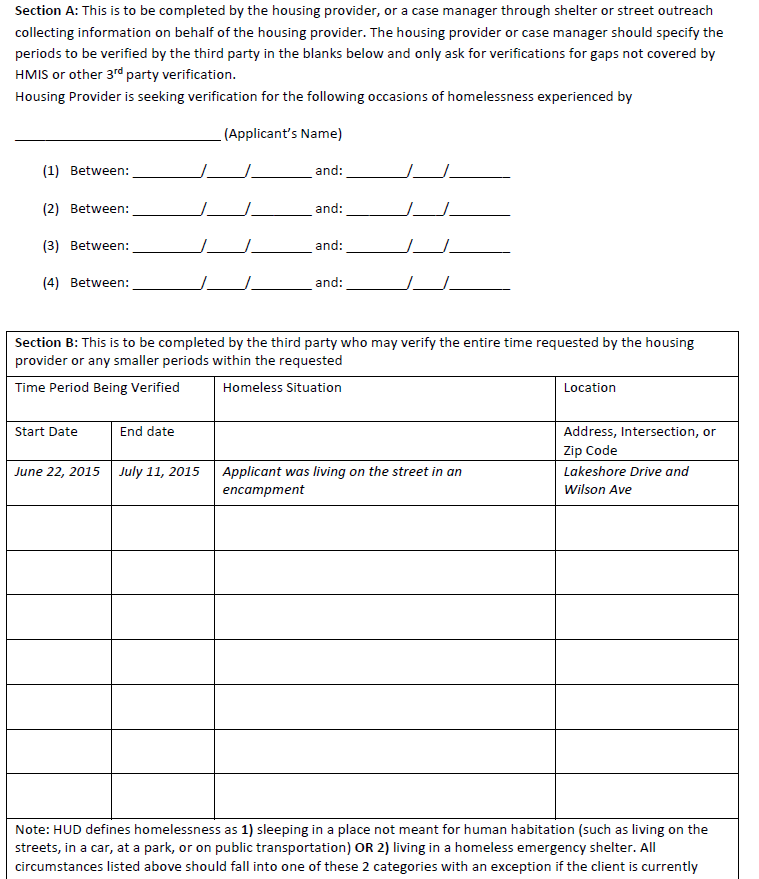 Section A: This is to be completed by the housing provider, or a case manager through shelter or street outreach
collecting information on behalf of the housing provider. The housing provider or case manager should specify the
periods to be verified by the third party in the blanks below and only ask for verifications for gaps not covered by
HMIS or other 3rd party verification.
Housing Provider is seeking verification for the following occasions of homelessness experienced by
____________________________ (Applicant's Name)
(1) Between: _________/____/________ and: ________/____/________
(2) Between: _________/____/________ and: ________/____/________
(3) Between: _________/____/________ and: ________/____/________
(4) Between: _________/____/________ and: ________/____/________
Section B: This is to be completed by the third party who may verify the entire time requested by the housing
provider or any smaller periods within the requested
Time Period Being Verified Homeless Situation Location
Start Date End date Address, Intersection, or
Zip Code
June 22, 2015 July 11, 2015 Applicant was living on the street in an Lakeshore Drive and
encampment Wilson Ave
Note: HUD defines homelessness as 1) sleeping in a place not meant for human habitation (such as living on the
streets, in a car, at a park, or on public transportation) OR 2) living in a homeless emergency shelter. All
circumstances listed above should fall into one of these 2 categories with an exception if the client is currently